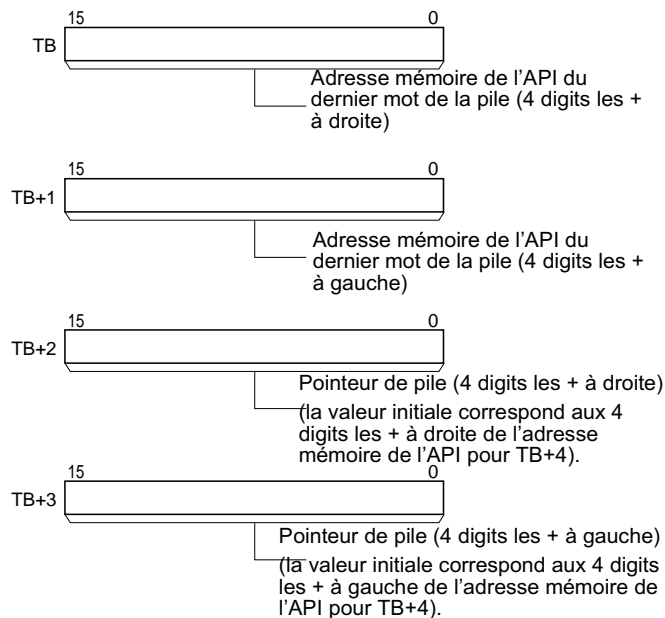 15 0
TB
Adresse mémoire de l'API du
dernier mot de la pile (4 digits les +
à droite)
15 0
TB+1
Adresse mémoire de l'API du
dernier mot de la pile (4 digits les +
à gauche)
15 0
TB+2
Pointeur de pile (4 digits les + à droite)
(la valeur initiale correspond aux 4
digits les + à droite de l'adresse
mémoire de l'API pour TB+4).
15 0
TB+3
Pointeur de pile (4 digits les + à gauche)
(la valeur initiale correspond aux 4 digits
les + à gauche de l'adresse mémoire de
l'API pour TB+4).